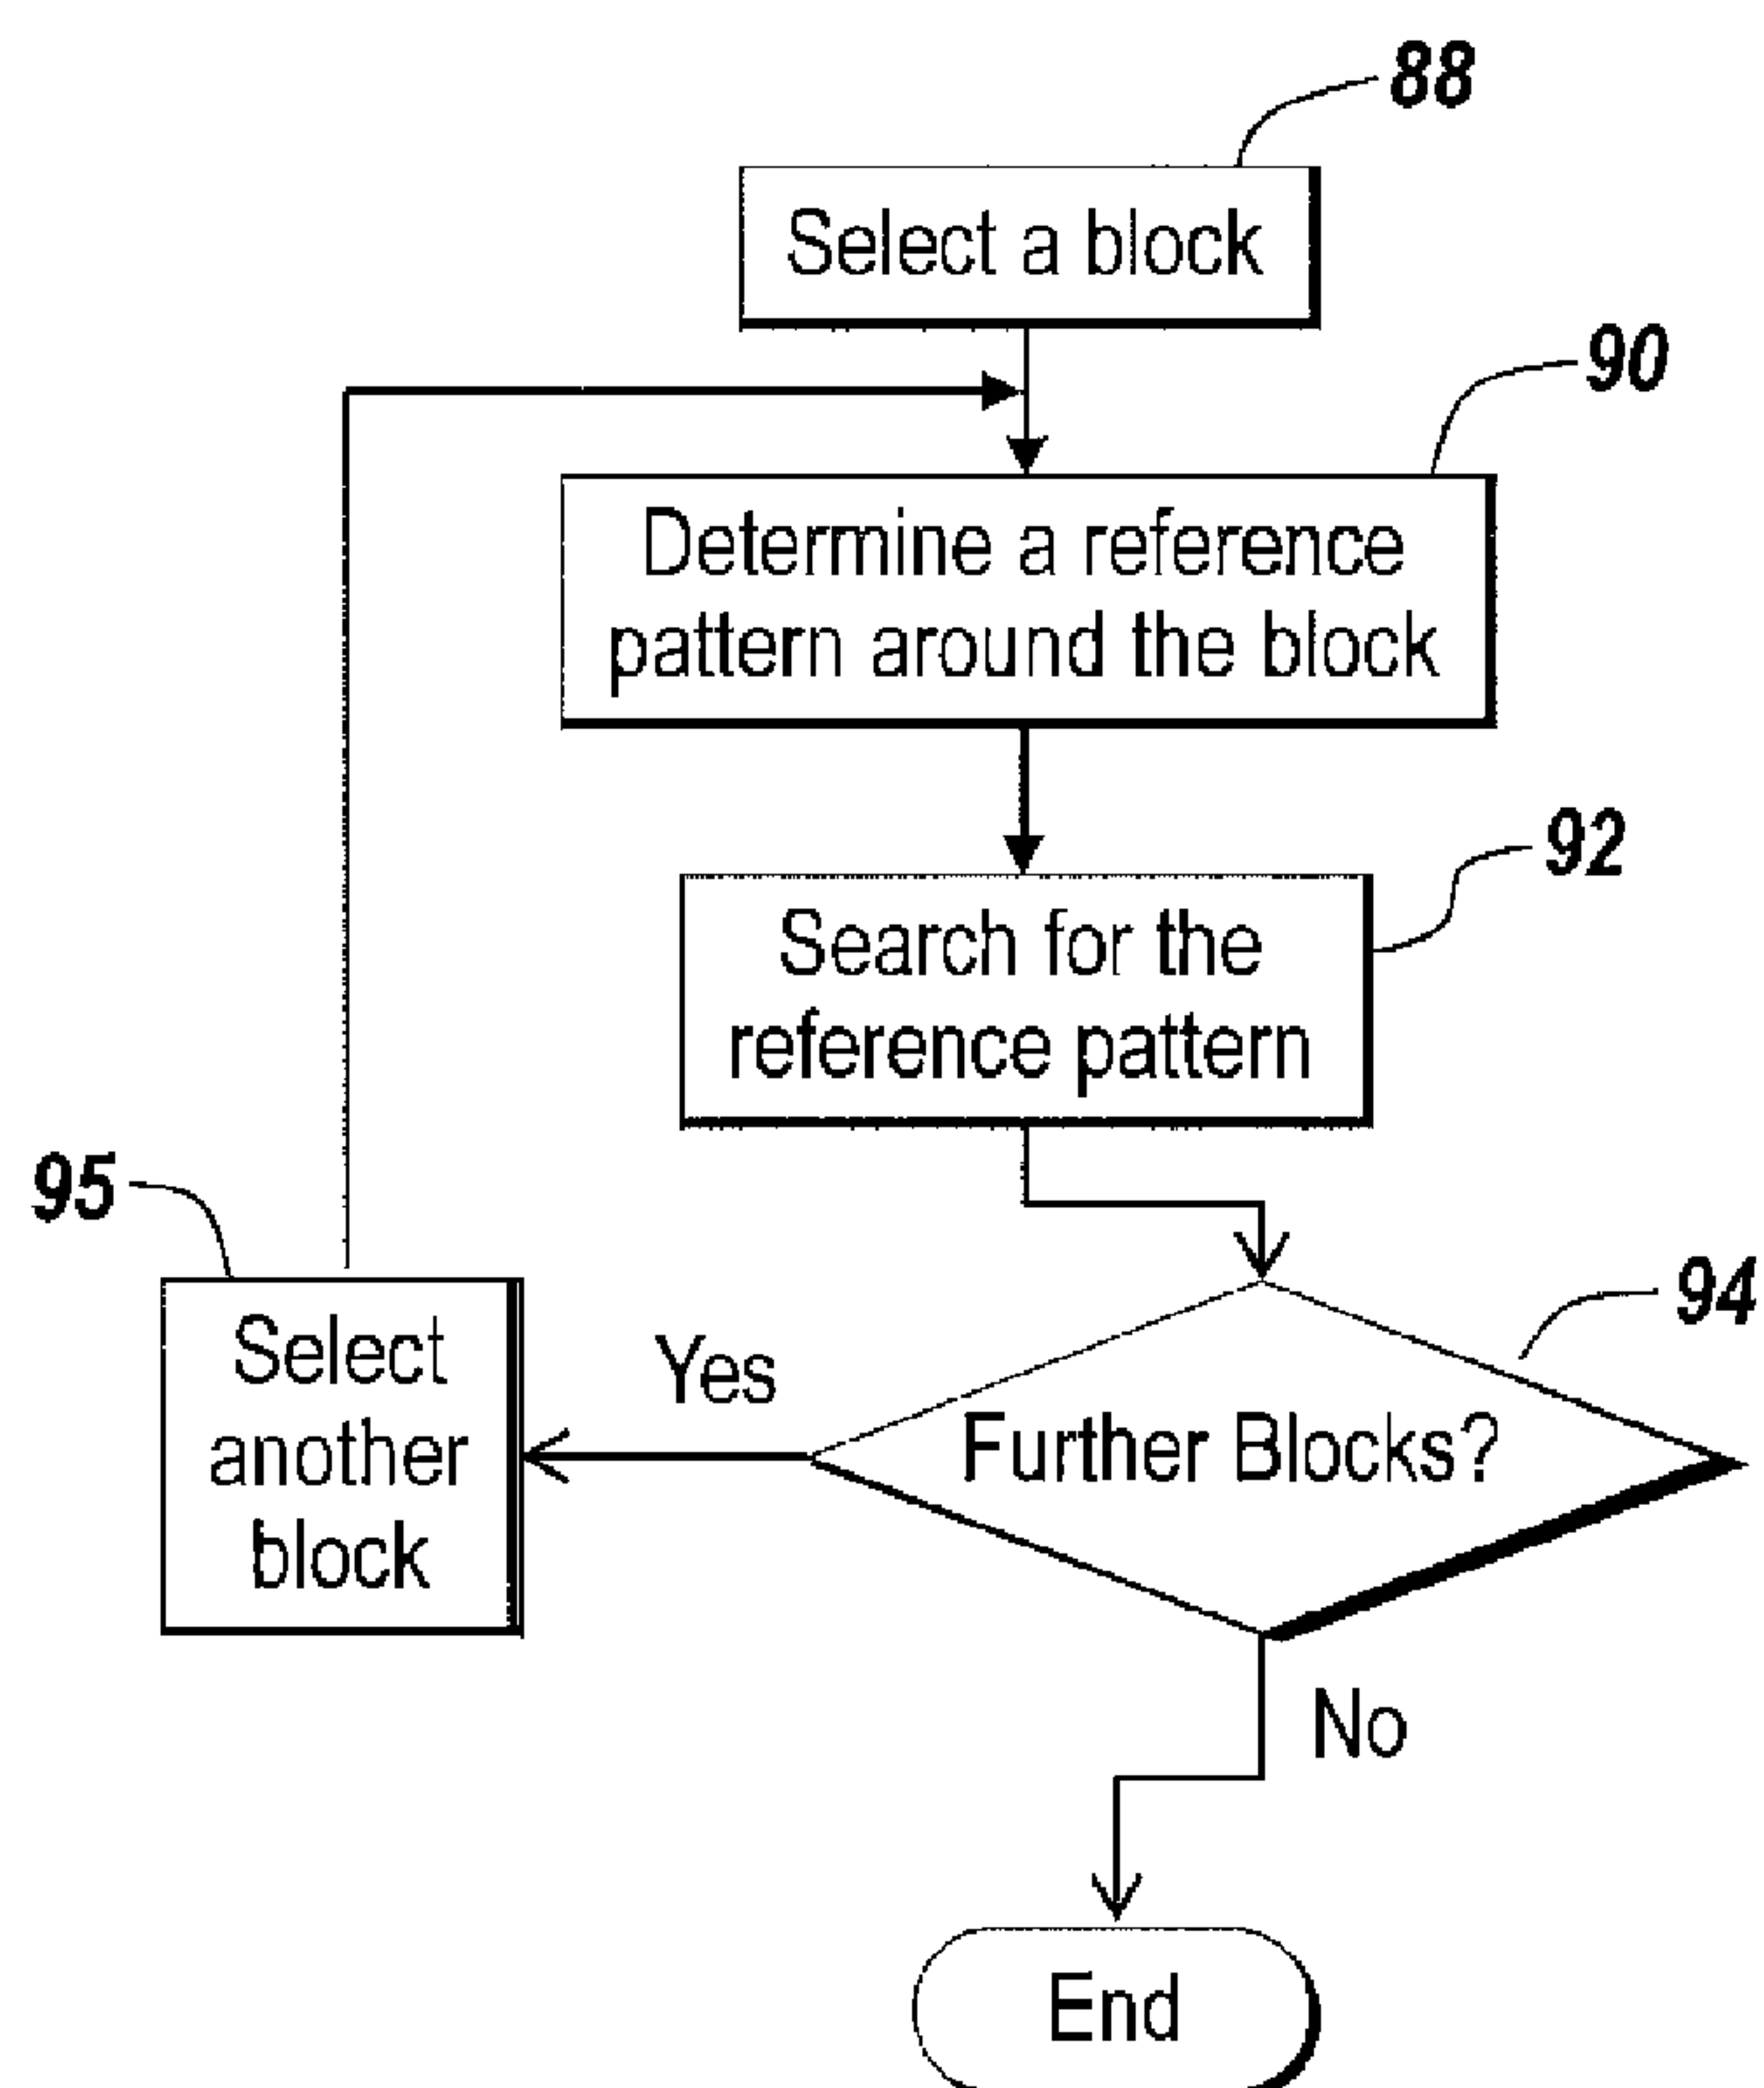 88
Select a block
90
Determine a reference
pattern around the block
92
Search for the
reference pattern
95
Select
another
block
Yes
94
Further Blocks?
No
End